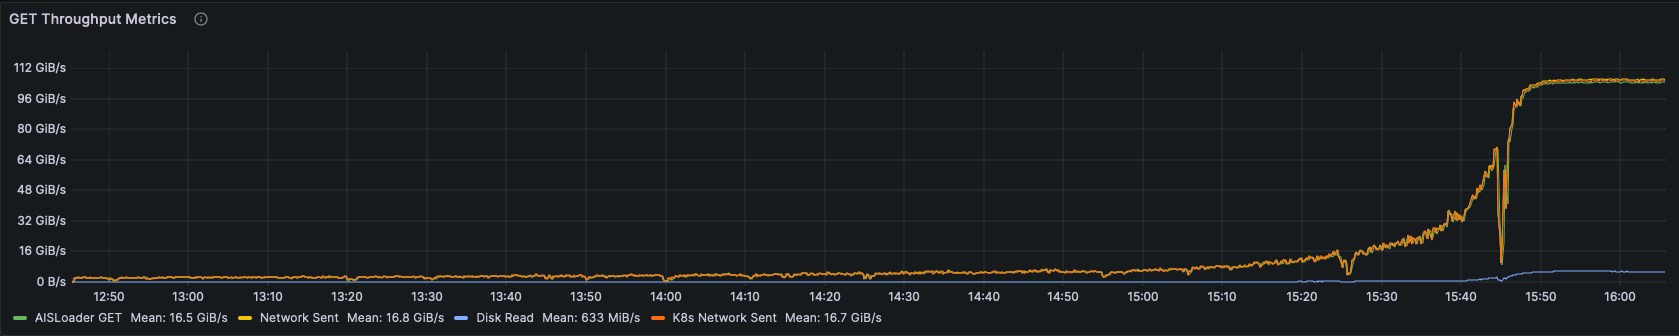 GET Throughput Metrics
112 GiB/s
96 GiB/s
80 GiB/s
64 GiB/s
48 GiB/s
32 GiB/s
16 GiB/s
0 B/s
12:50 13:00 13:10 13:20 13:30 13:40 13:50 14:00 14:10 14:20 14:30 14:40 14:50 15:00 15:10 15:20 15:30 15:40 15:50 16:00
AISLoader GET Mean: 16.5 GiB/s Network Sent Mean: 16.8 GiB/s Disk Read Mean: 633 MiB/s K8s Network Sent Mean: 16.7 GiB/s